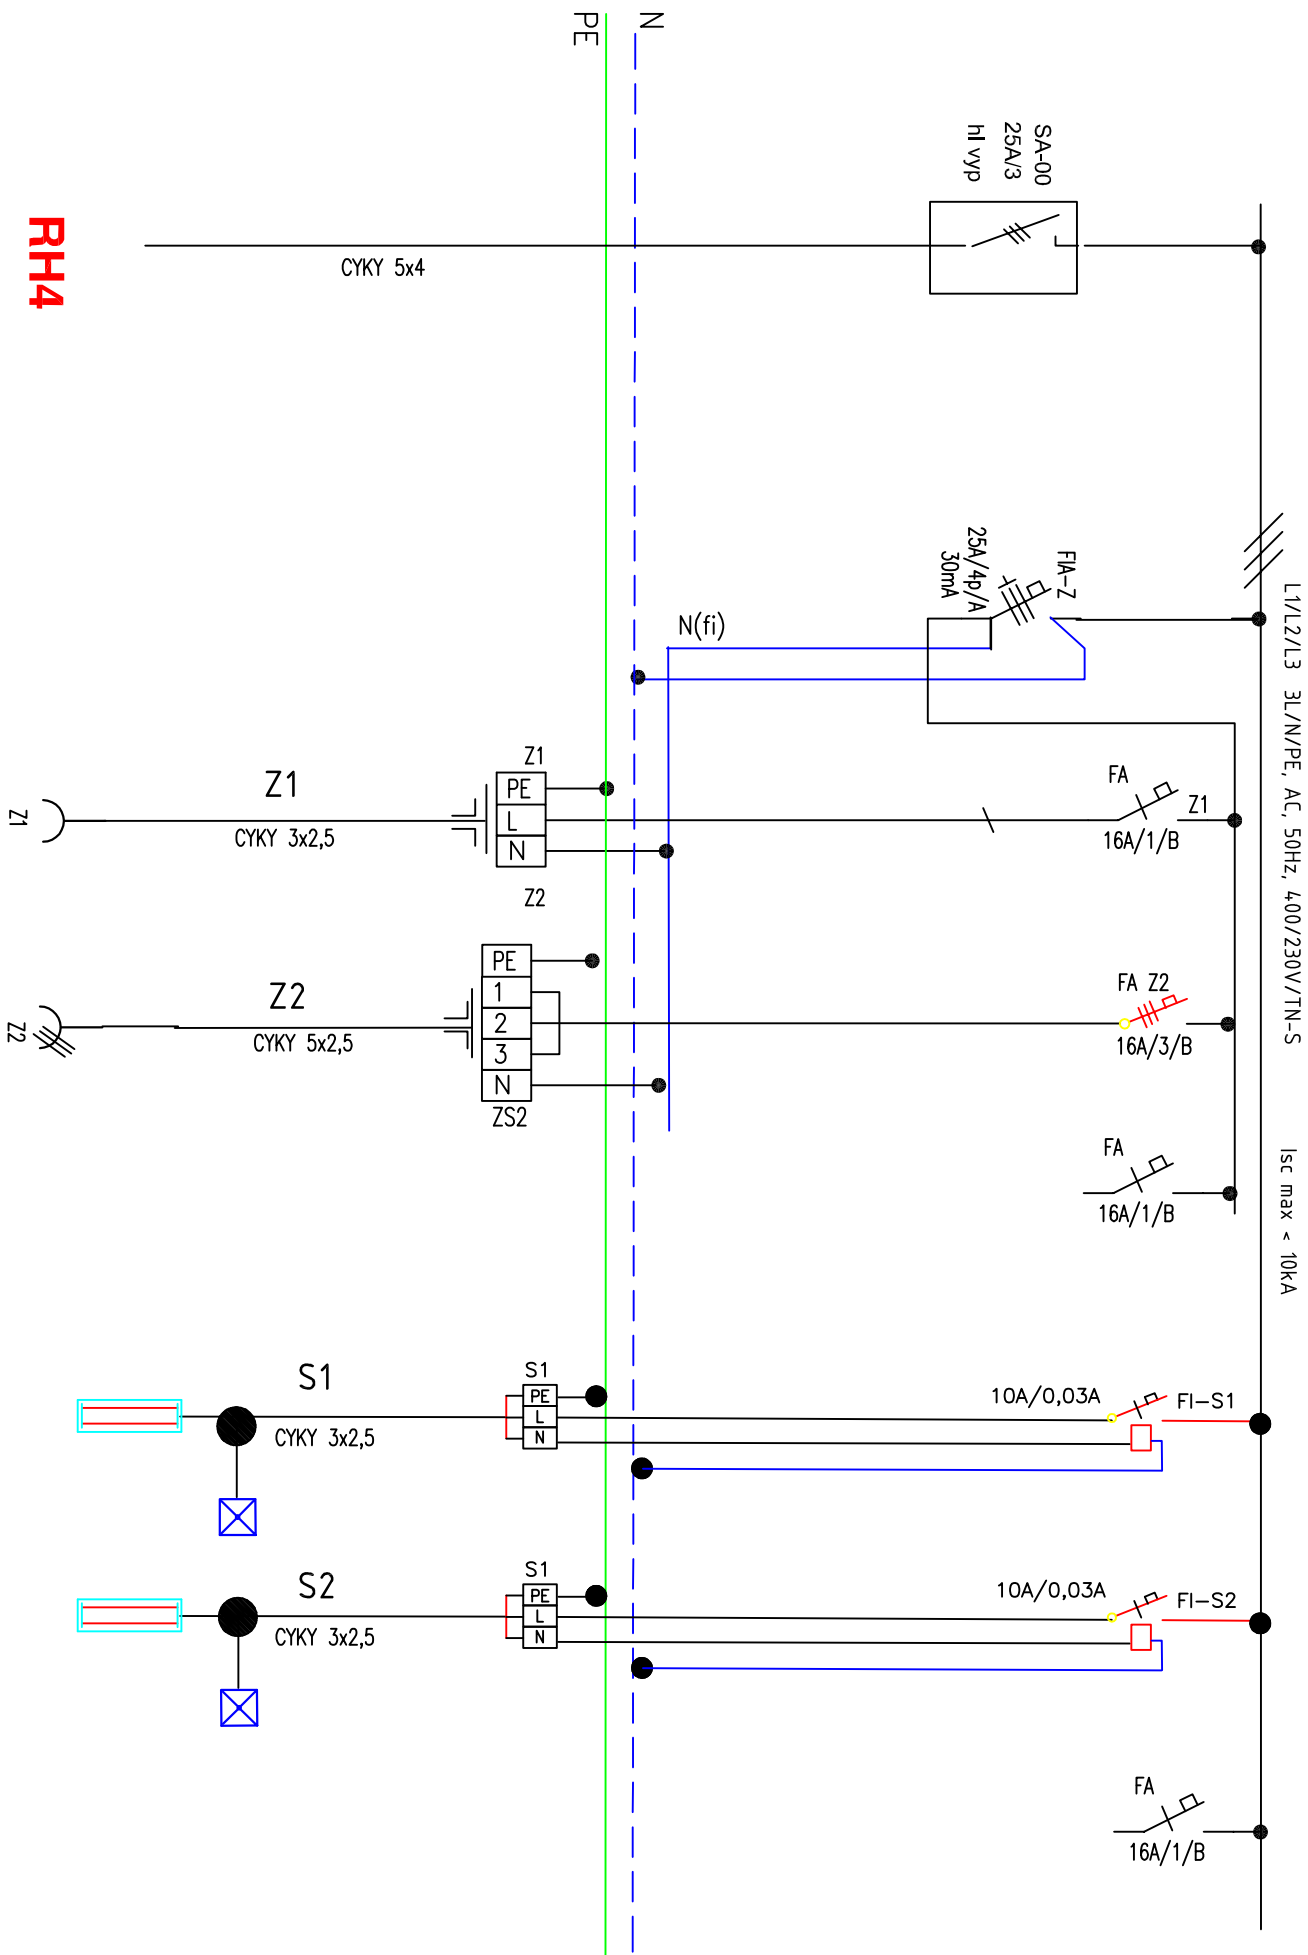 N
PE
SA-00
25A/3
hl vyp
CYKY 5x4
RH4
L1/L2/L3 3L/N/PE, AC, 50Hz, 400/230V/TN-S
Isc max < 10kA
FIA-Z
25A/4p/A
30mA
N(fi)
Z1
PE
L
N
Z1
CYKY 3x2,5
Z1
FA
Z1
16A/1/B
Z2
PE
1
2
3
N
ZS2
Z2
CYKY 5x2,5
Z2
FA Z2
16A/3/B
FA
16A/1/B
S1
CYKY 3x2,5
S1
PE
L
N
10A/0,03A
FI-S1
S2
CYKY 3x2,5
S1
PE
L
N
10A/0,03A
FI-S2
FA
16A/1/B